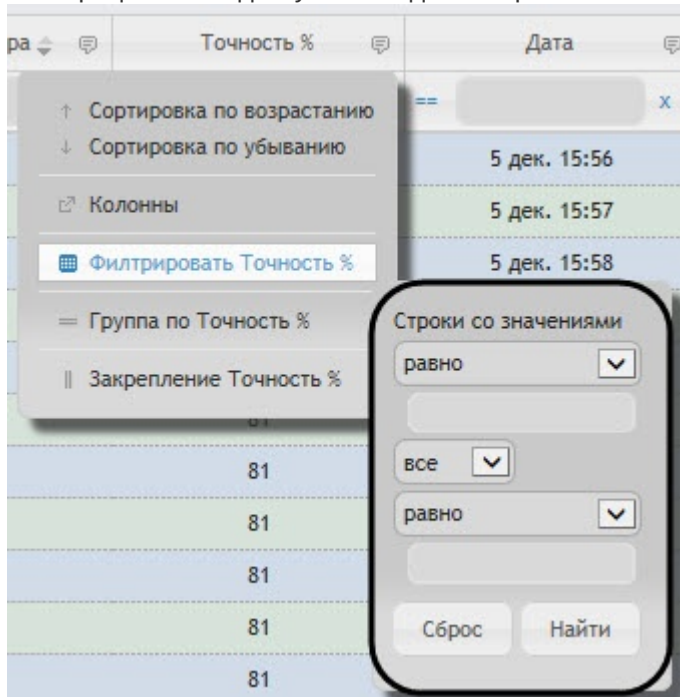 ра Точность % Дата
== x
Сортировка по возрастанию
Сортировка по убыванию
5 дек. 15:56
Колонны
5 дек. 15:57
Филтрировать Точность %
5 дек. 15:58
Группа по Точность %
Закрепление Точность %
Строки со значениями
равно
все
равно
Сброс Найти
81
81
81
81
81